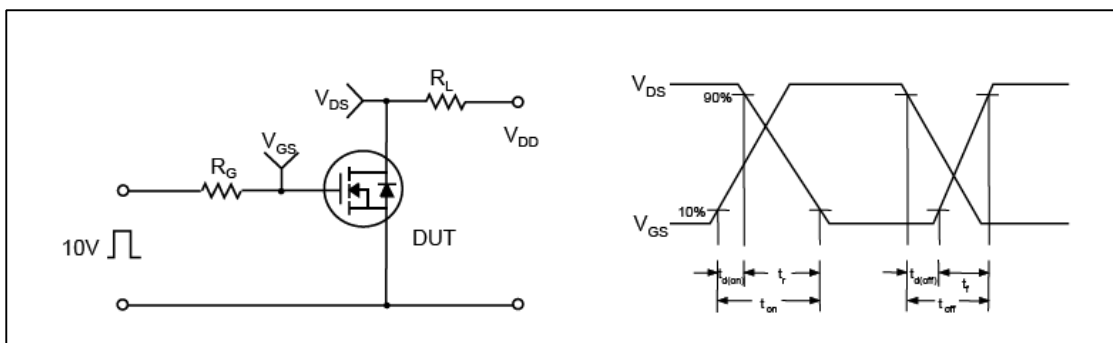 R_L
V_DS
V_DD
V_GS
R_G
DUT
10V
V_DS
90%
10%
V_GS
t_d(on)
t_r
t_d(off)
t_f
t_on
t_off